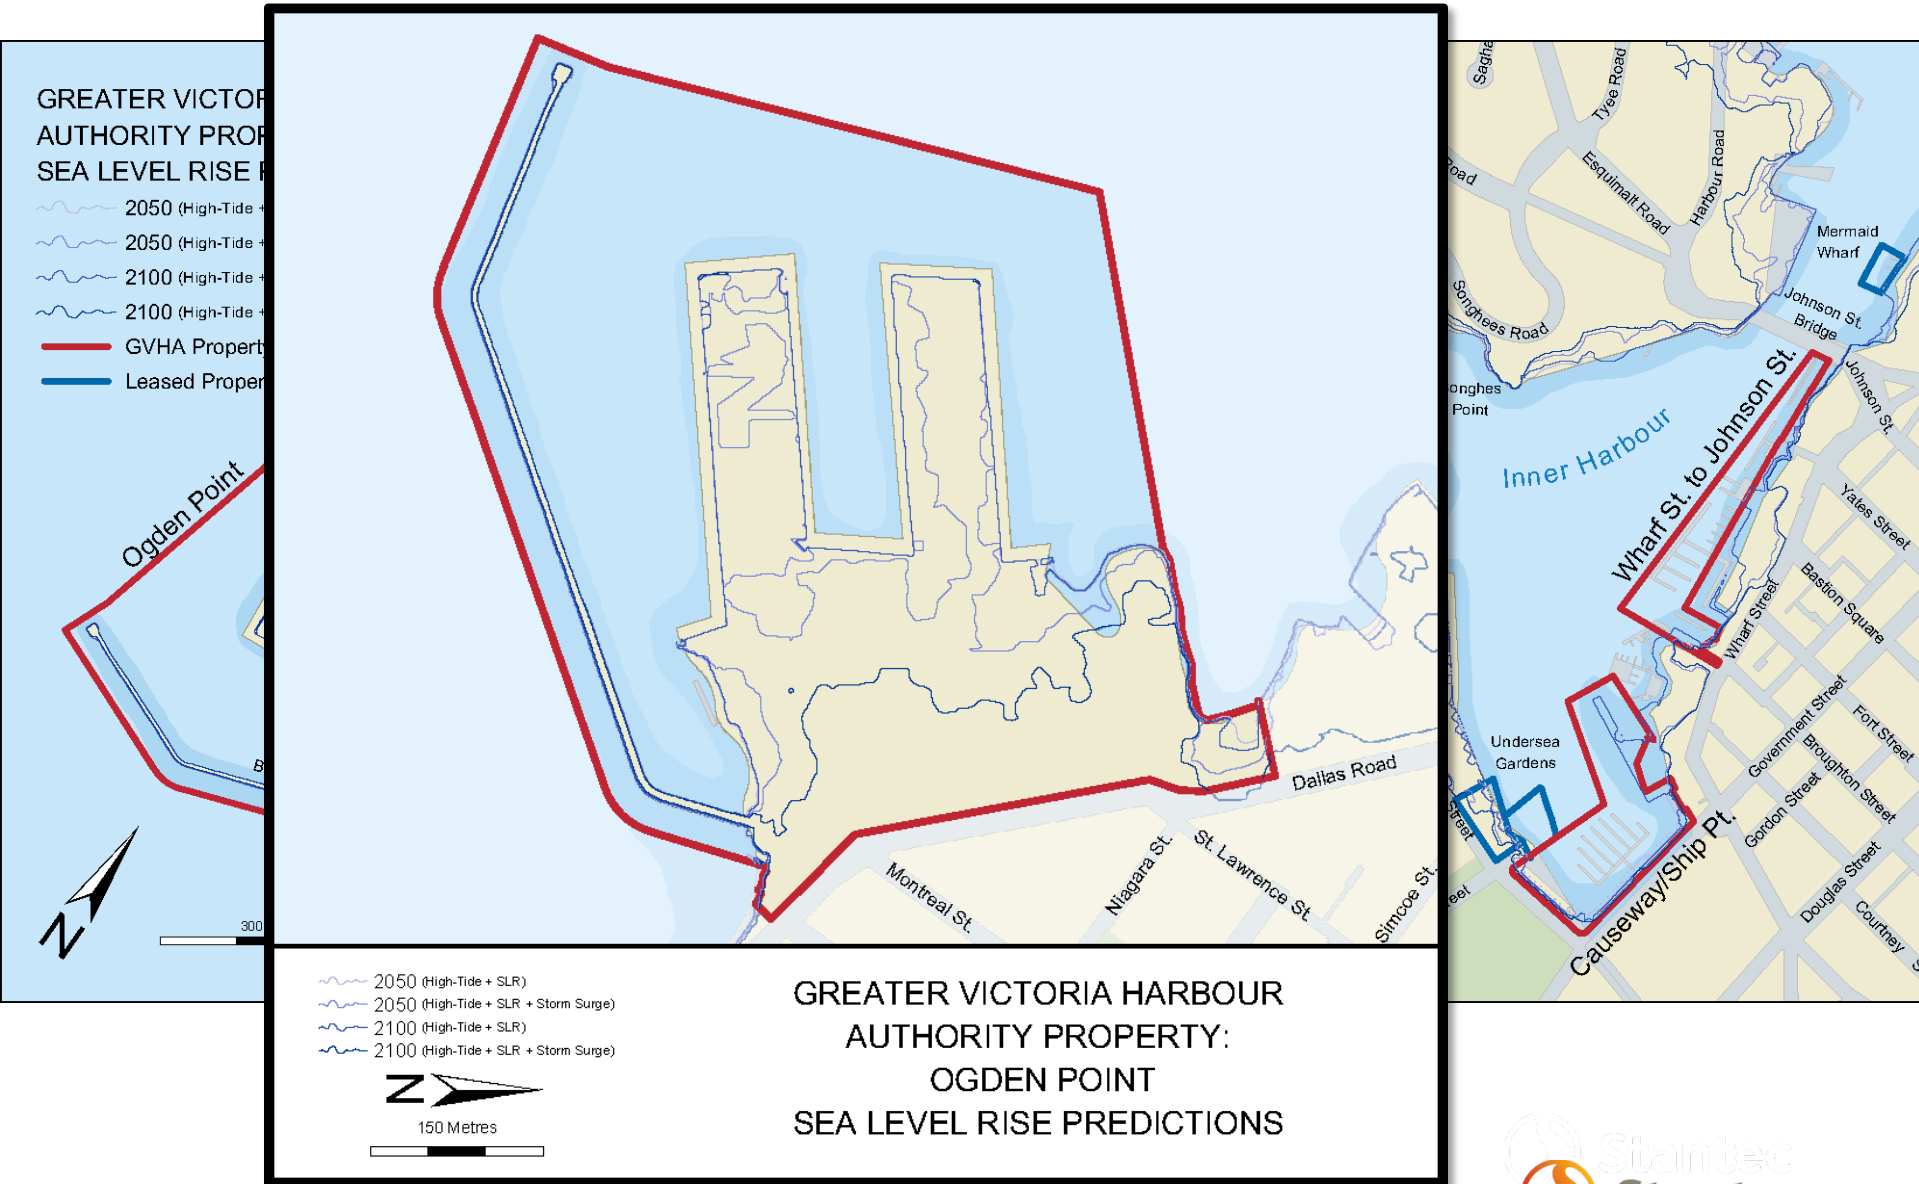 GREATER VICTOR
AUTHORITY PROP
SEA LEVEL RISE P
2050 (High-Tide +
2050 (High-Tide +
2100 (High-Tide +
2100 (High-Tide +
GVHA Property
Leased Proper
Ogden Point
B
N
300
Dallas Road
Montreal St.
Niagara St.
St. Lawrence St.
Simcoe St.
2050 (High-Tide + SLR)
2050 (High-Tide + SLR + Storm Surge)
2100 (High-Tide + SLR)
2100 (High-Tide + SLR + Storm Surge)
N
150 Metres
GREATER VICTORIA HARBOUR
AUTHORITY PROPERTY:
OGDEN POINT
SEA LEVEL RISE PREDICTIONS
Sagha
Tyee Road
Esquimalt Road
Harbour Road
Road
Songhees Road
Mermaid
Wharf
Johnson St.
Bridge
Johnson St.
onghes
Point
Inner Harbour
Wharf St. to Johnson St.
Yates Street
Bastion Square
Wharf Street
Government Street
Fort Street
Broughton Street
Gordon Street
Undersea
Gardens
Street
reet
Causeway/Ship Pt.
Douglas Street
Courtney
S
Stantec